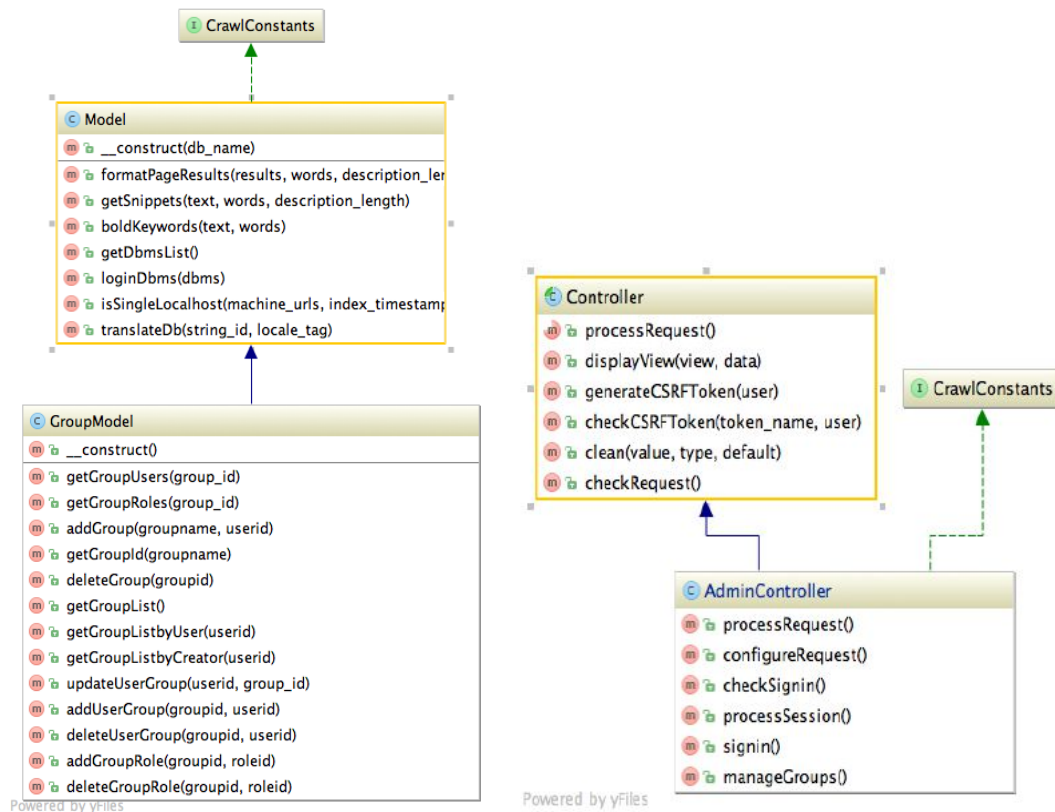 CrawlConstants
Model
__construct(db_name)
formatPageResults(results, words, description_ler
getSnippets(text, words, description_length)
boldKeywords(text, words)
getDbmsList()
loginDbms(dbms)
isSingleLocalhost(machine_urls, index_timestamp
translateDb(string_id, locale_tag)
GroupModel
__construct()
getGroupUsers(group_id)
getGroupRoles(group_id)
addGroup(groupname, userid)
getGroupId(groupname)
deleteGroup(groupid)
getGroupList()
getGroupListbyUser(userid)
getGroupListbyCreator(userid)
updateUserGroup(userid, group_id)
addUserGroup(groupid, userid)
deleteUserGroup(groupid, userid)
addGroupRole(groupid, roleid)
deleteGroupRole(groupid, roleid)
Powered by yFiles
Controller
processRequest()
displayView(view, data)
generateCSRFToken(user)
checkCSRFToken(token_name, user)
clean(value, type, default)
checkRequest()
CrawlConstants
AdminController
processRequest()
configureRequest()
checkSignin()
processSession()
signin()
manageGroups()
Powered by yFiles